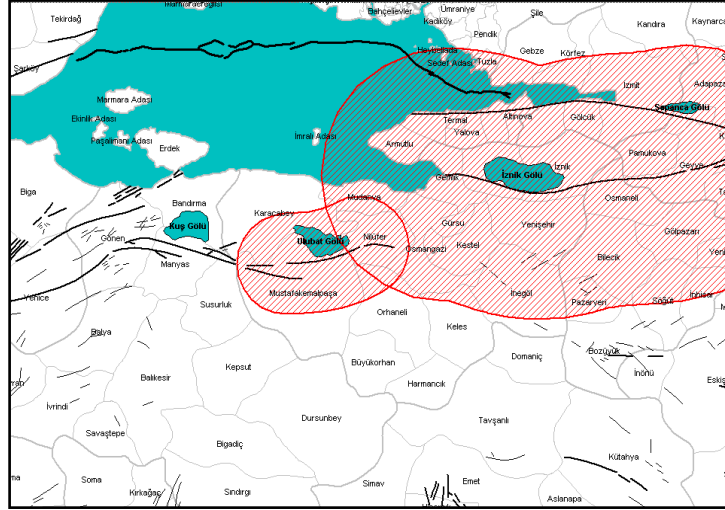 Marmaraereğlisi
Bahçelievler
Ümraniye
Şile
Tekirdağ
Kadıköy
Kandıra
Kaynarca
Pendik
Heybeliada
Gebze
Körfez
Şarköy
Sedef Adası
Tuzla
İzmit
Adapaza
Marmara Adası
Sapanca Gölü
Ekinlik Adası
Termal
Altınova
Gölcük
Yalova
Paşalimanı Adası
Erdek
İmralı Adası
Armutlu
Pamukova
İznik
Geyve
Gemlik
İznik Gölü
Biga
Bandırma
Mudanya
Osmaneli
Karacabey
Kuş Gölü
Gürsu
Yenişehir
Gölpazarı
Gönen
Uluabat Gölü
Nilüfer
Osmangazi
Kestel
Yeni
Manyas
Bilecik
Yenice
Mustafakemalpaşa
İnegöl
Pazaryeri
Söğüt
İnhisar
Susurluk
Orhaneli
Balya
Keles
Bozüyük
Büyükorhan
Domaniç
Kepsut
İnönü
Balıkesir
Harmancık
Eskiş
İvrindi
Dursunbey
Tavşanlı
Savaştepe
Bigadiç
Kütahya
Soma
Kırkağaç
Sındırgı
Simav
Emet
Aslanapa